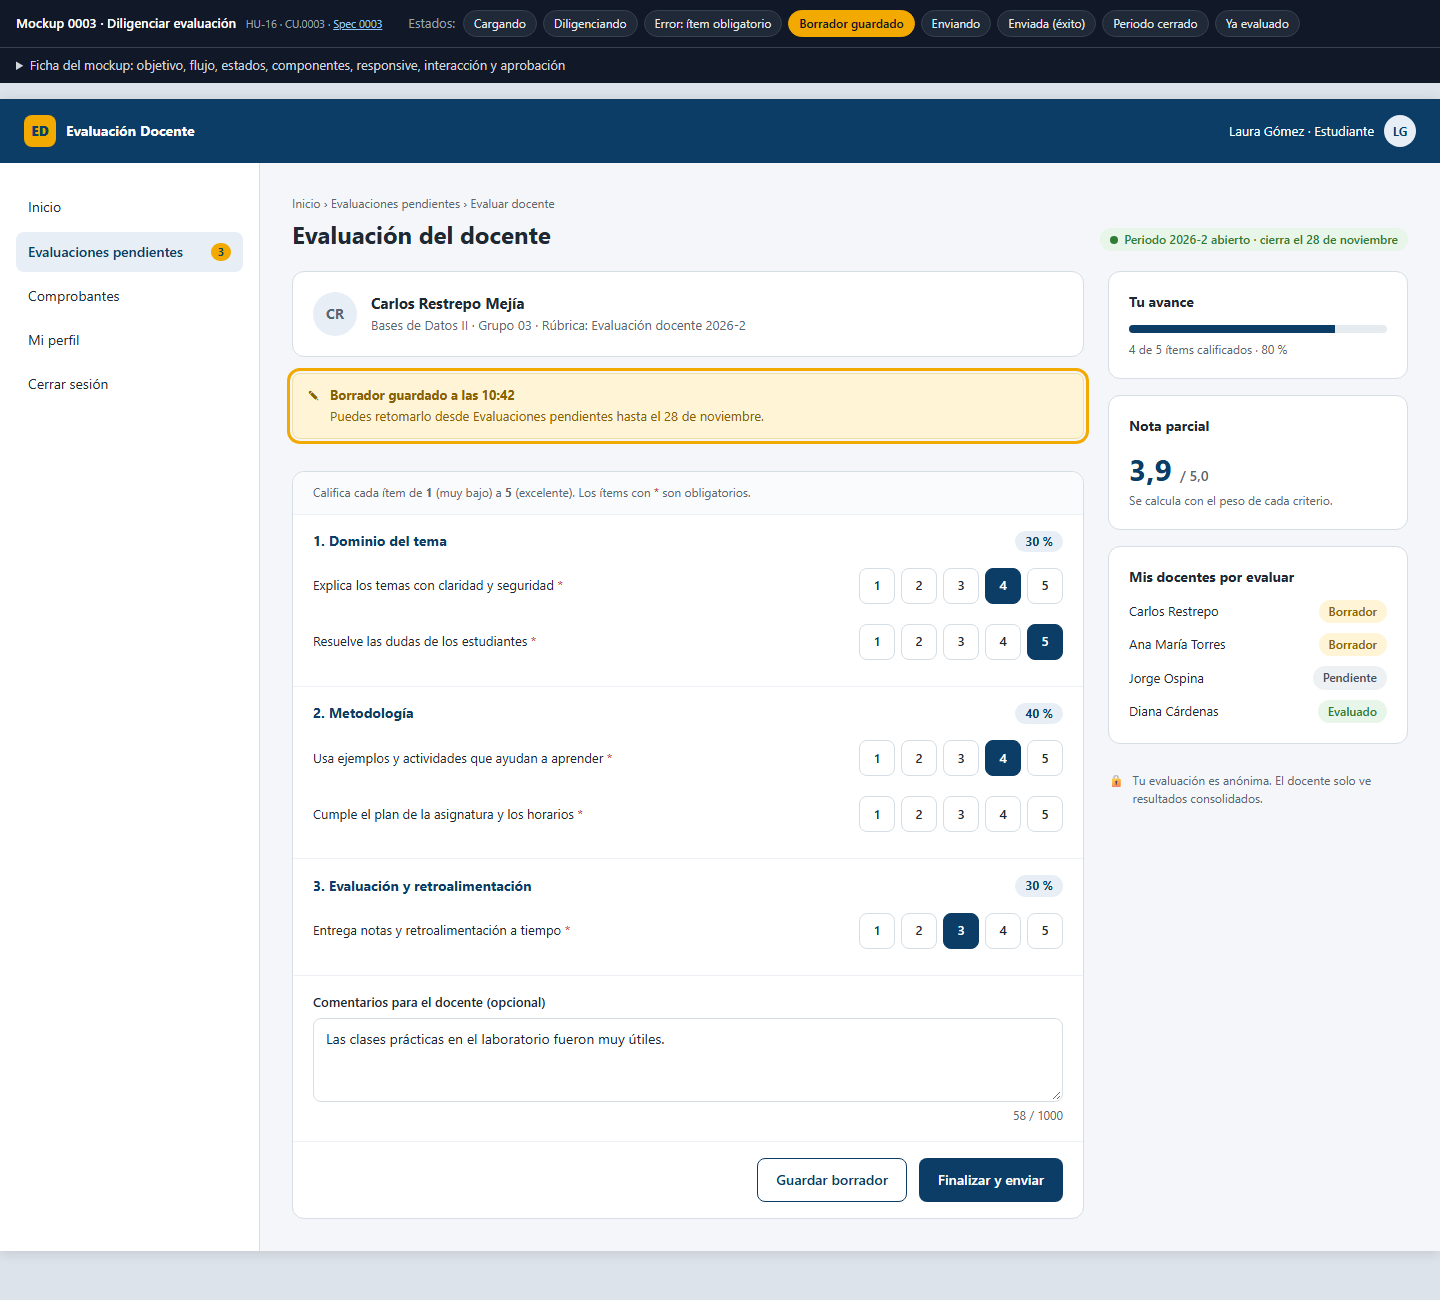 Mockup 0003 · Diligenciar evaluación HU-16 · CU.0003 · Spec 0003 Estados: Cargando Diligenciando Error: ítem obligatorio Borrador guardado Enviando Enviada (éxito) Periodo cerrado Ya evaluado
Ficha del mockup: objetivo, flujo, estados, componentes, responsive, interacción y aprobación
ED Evaluación Docente
Laura Gómez · Estudiante LG
Inicio
Evaluaciones pendientes 3
Comprobantes
Mi perfil
Cerrar sesión
Inicio › Evaluaciones pendientes › Evaluar docente
Evaluación del docente
Periodo 2026-2 abierto · cierra el 28 de noviembre
CR
Carlos Restrepo Mejía
Bases de Datos II · Grupo 03 · Rúbrica: Evaluación docente 2026-2
Borrador guardado a las 10:42
Puedes retomarlo desde Evaluaciones pendientes hasta el 28 de noviembre.
Califica cada ítem de 1 (muy bajo) a 5 (excelente). Los ítems con * son obligatorios.
1. Dominio del tema 30 %
Explica los temas con claridad y seguridad * 1 2 3 4 5
Resuelve las dudas de los estudiantes * 1 2 3 4 5
2. Metodología 40 %
Usa ejemplos y actividades que ayudan a aprender * 1 2 3 4 5
Cumple el plan de la asignatura y los horarios * 1 2 3 4 5
3. Evaluación y retroalimentación 30 %
Entrega notas y retroalimentación a tiempo * 1 2 3 4 5
Comentarios para el docente (opcional)
Las clases prácticas en el laboratorio fueron muy útiles.
58 / 1000
Guardar borrador Finalizar y enviar
Tu avance
4 de 5 ítems calificados · 80 %
Nota parcial
3,9 / 5,0
Se calcula con el peso de cada criterio.
Mis docentes por evaluar
Carlos Restrepo Borrador
Ana María Torres Borrador
Jorge Ospina Pendiente
Diana Cárdenas Evaluado
Tu evaluación es anónima. El docente solo ve
resultados consolidados.